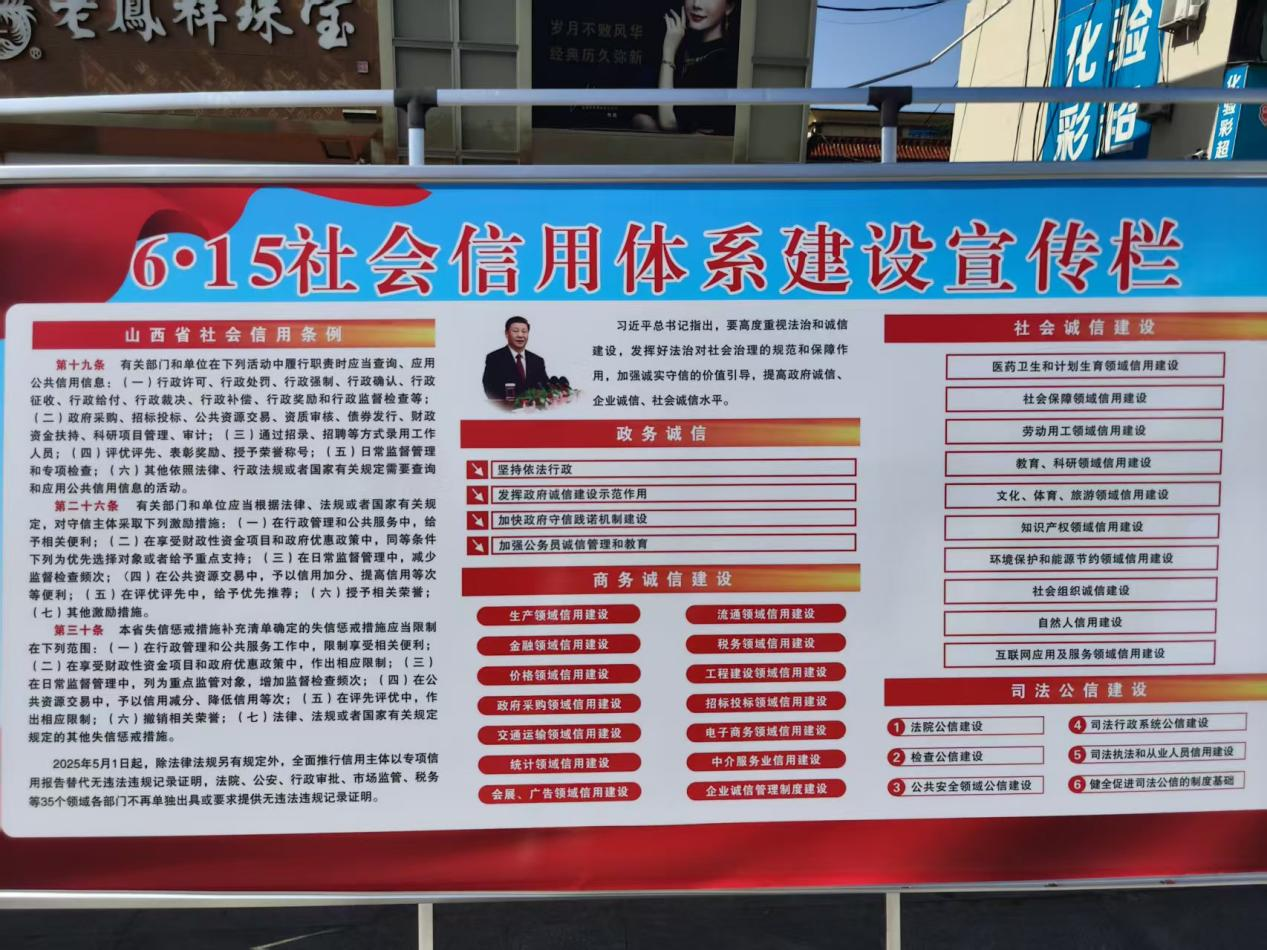 老鳳祥珠宝
®
岁月不败风华
经典历久弥新
化验
彩超
化验彩超
6·15社会信用体系建设宣传栏
山西省社会信用条例
第十九条 有关部门和单位在下列活动中履行职责时应当查询、应用
公共信用信息：（一）行政许可、行政处罚、行政强制、行政确认、行政
征收、行政给付、行政裁决、行政补偿、行政奖励和行政监督检查等；
（二）政府采购、招标投标、公共资源交易、资质审核、债券发行、财政
资金扶持、科研项目管理、审计；（三）通过招录、招聘等方式录用工作
人员；（四）评优评先、表彰奖励、授予荣誉称号；（五）日常监督管理
和专项检查；（六）其他依照法律、行政法规或者国家有关规定需要查询
和应用公共信用信息的活动。
第二十六条 有关部门和单位应当根据法律、法规或者国家有关规
定，对守信主体采取下列激励措施：（一）在行政管理和公共服务中，给
予相关便利；（二）在享受财政性资金项目和政府优惠政策中，同等条件
下列为优先选择对象或者给予重点支持；（三）在日常监督管理中，减少
监督检查频次；（四）在公共资源交易中，予以信用加分、提高信用等次
等便利；（五）在评优评先中，给予优先推荐；（六）授予相关荣誉；
（七）其他激励措施。
第三十条 本省失信惩戒措施补充清单确定的失信惩戒措施应当限制
在下列范围：（一）在行政管理和公共服务工作中，限制享受相关便利；
（二）在享受财政性资金项目和政府优惠政策中，作出相应限制；（三）
在日常监督管理中，列为重点监管对象，增加监督检查频次；（四）在公
共资源交易中，予以信用减分、降低信用等次；（五）在评先评优中，作
出相应限制；（六）撤销相关荣誉；（七）法律、法规或者国家有关规定
规定的其他失信惩戒措施。
2025年5月1日起，除法律法规另有规定外，全面推行信用主体以专项信
用报告替代无违法违规记录证明，法院、公安、行政审批、市场监管、税务
等35个领域各部门不再单独出具或要求提供无违法违规记录证明。
习近平总书记指出，要高度重视法治和诚信
建设，发挥好法治对社会治理的规范和保障作
用，加强诚实守信的价值引导，提高政府诚信、
企业诚信、社会诚信水平。
政务诚信
坚持依法行政
发挥政府诚信建设示范作用
加快政府守信践诺机制建设
加强公务员诚信管理和教育
商务诚信建设
生产领域信用建设
流通领域信用建设
金融领域信用建设
税务领域信用建设
价格领域信用建设
工程建设领域信用建设
政府采购领域信用建设
招标投标领域信用建设
交通运输领域信用建设
电子商务领域信用建设
统计领域信用建设
中介服务业信用建设
会展、广告领域信用建设
企业诚信管理制度建设
社会诚信建设
医药卫生和计划生育领域信用建设
社会保障领域信用建设
劳动用工领域信用建设
教育、科研领域信用建设
文化、体育、旅游领域信用建设
知识产权领域信用建设
环境保护和能源节约领域信用建设
社会组织诚信建设
自然人信用建设
互联网应用及服务领域信用建设
司法公信建设
1 法院公信建设
2 检查公信建设
3 公共安全领域公信建设
4 司法行政系统公信建设
5 司法执法和从业人员信用建设
6 健全促进司法公信的制度基础